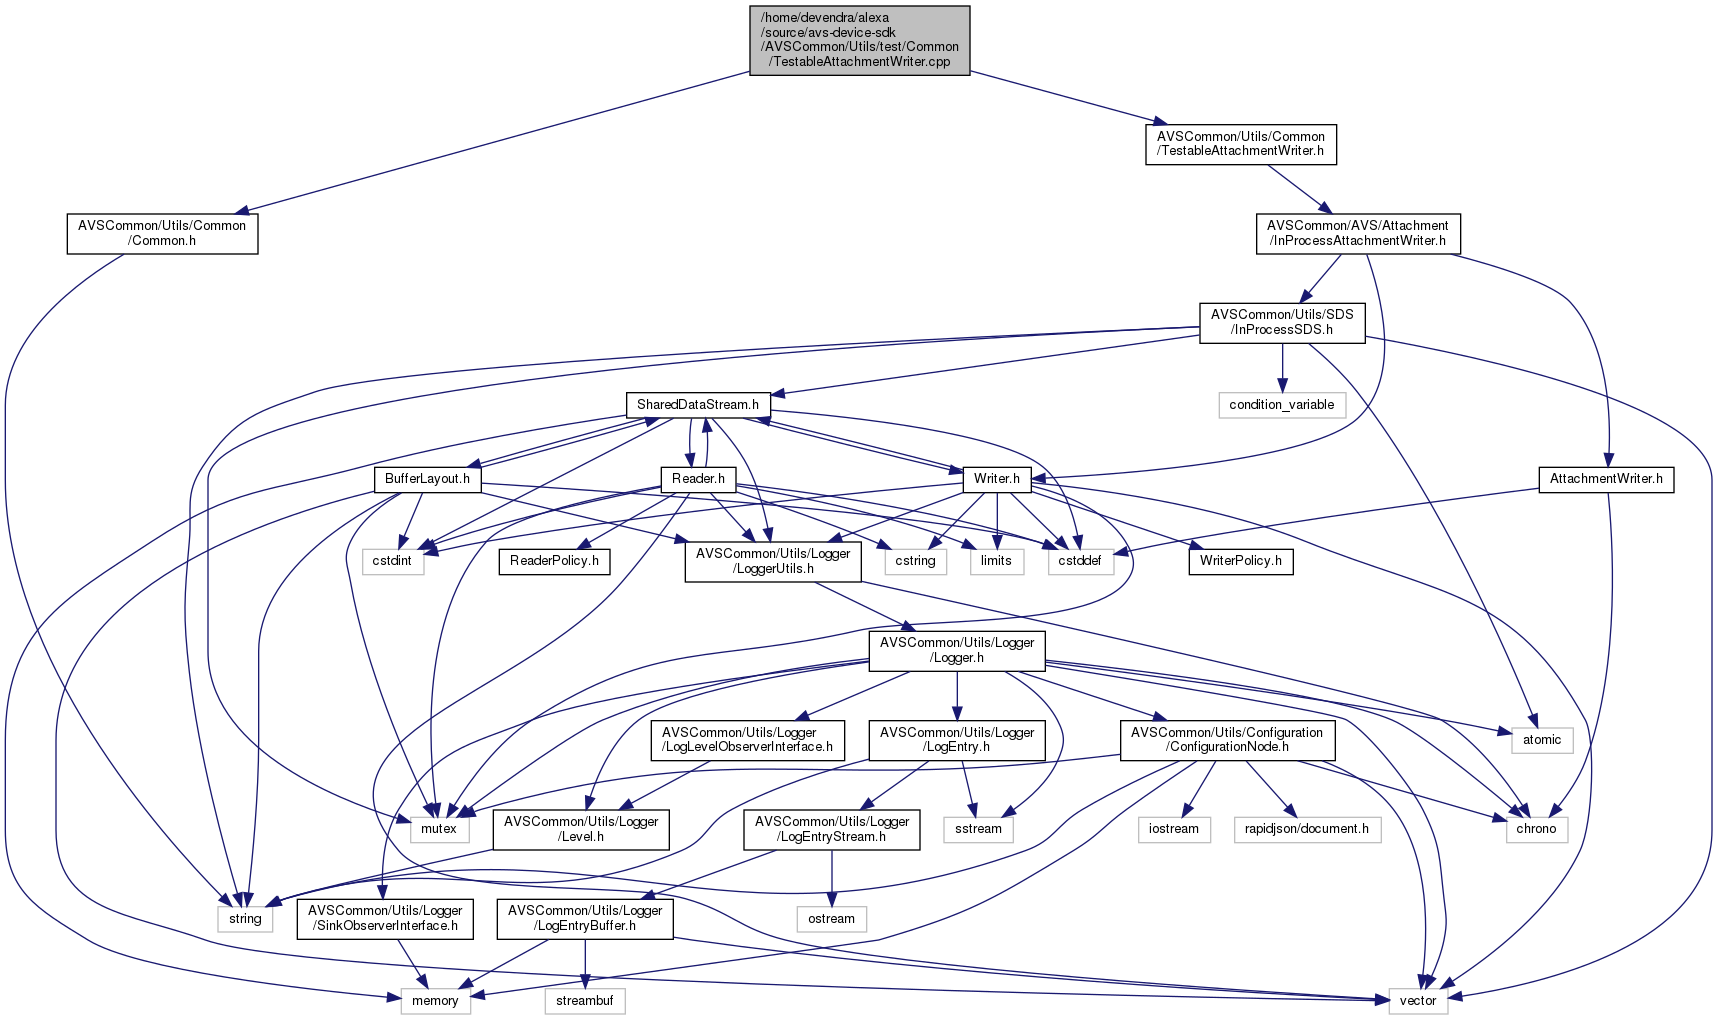 /home/devendra/alexa
/source/avs-device-sdk
/AVSCommon/Utils/test/Common
/TestableAttachmentWriter.cpp
AVSCommon/Utils/Common
/TestableAttachmentWriter.h
AVSCommon/Utils/Common
/Common.h
AVSCommon/AVS/Attachment
/InProcessAttachmentWriter.h
AVSCommon/Utils/SDS
/InProcessSDS.h
SharedDataStream.h
condition_variable
BufferLayout.h
Reader.h
Writer.h
AttachmentWriter.h
cstdint
ReaderPolicy.h
AVSCommon/Utils/Logger
/LoggerUtils.h
cstring
limits
cstddef
WriterPolicy.h
AVSCommon/Utils/Logger
/Logger.h
AVSCommon/Utils/Logger
/LogLevelObserverInterface.h
AVSCommon/Utils/Logger
/LogEntry.h
AVSCommon/Utils/Configuration
/ConfigurationNode.h
atomic
mutex
AVSCommon/Utils/Logger
/Level.h
AVSCommon/Utils/Logger
/LogEntryStream.h
sstream
iostream
rapidjson/document.h
chrono
string
AVSCommon/Utils/Logger
/SinkObserverInterface.h
AVSCommon/Utils/Logger
/LogEntryBuffer.h
ostream
memory
streambuf
vector